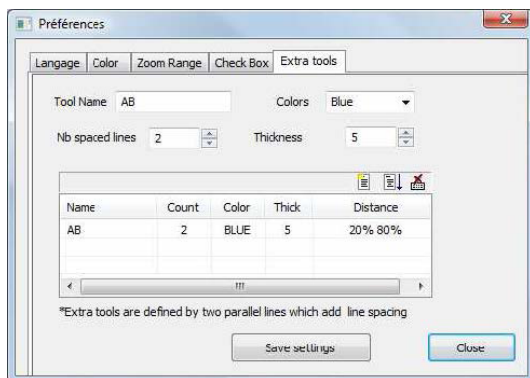 Préférences
Langage Color Zoom Range Check Box Extra tools
Tool Name AB Colors Blue
Nb spaced lines 2 Thickness 5
Name Count Color Thick Distance
AB 2 BLUE 5 20% 80%
*Extra tools are defined by two parallel lines which add line spacing
Save settings Close